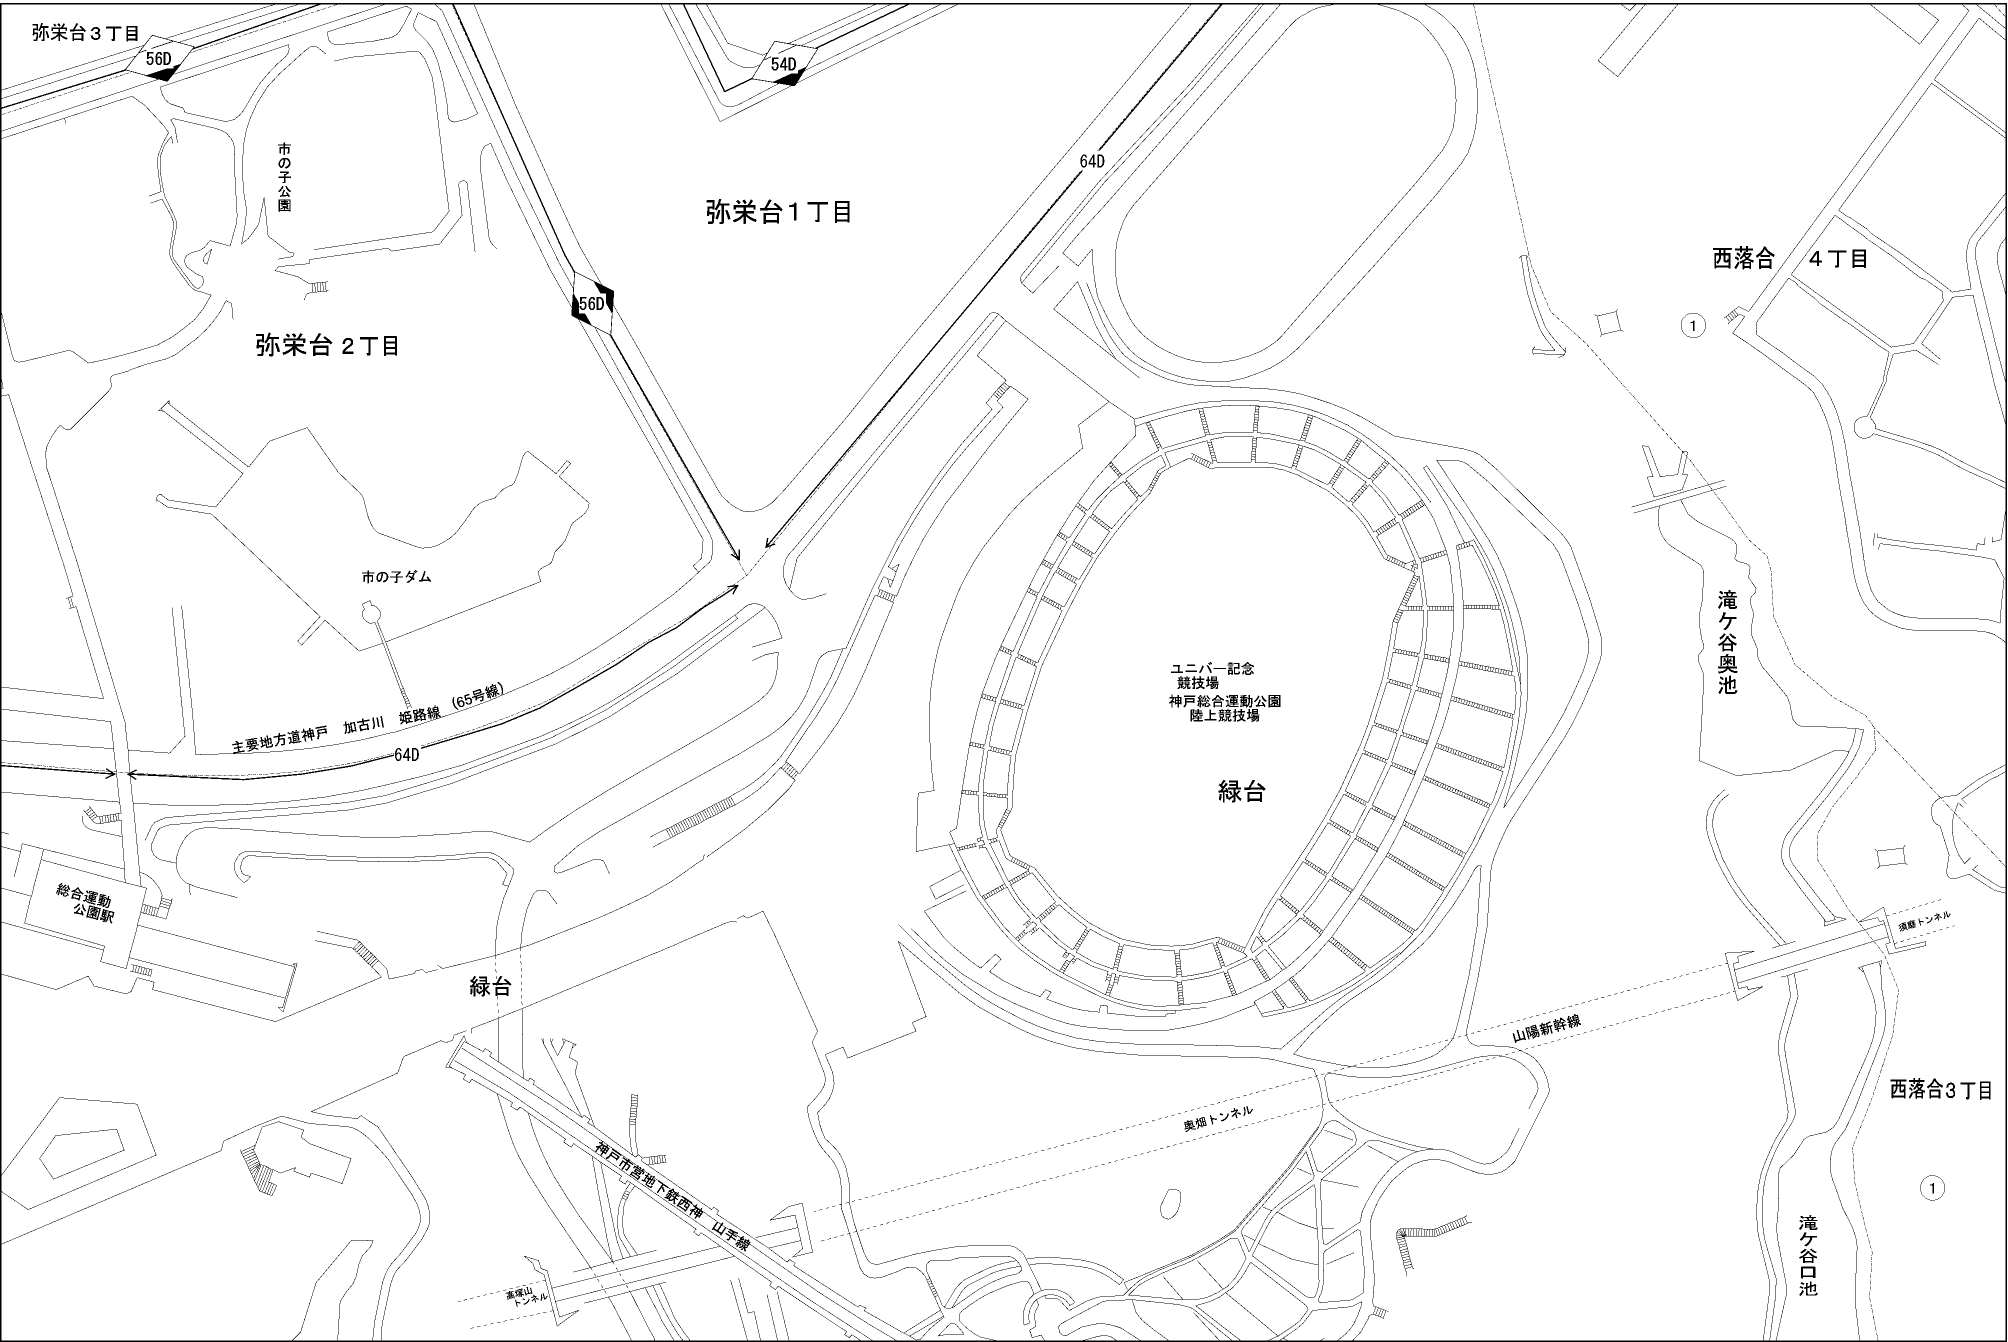 弥栄台3丁目
56D
54D
市の子公園
弥栄台1丁目
64D
西落合 4丁目
56D
①
弥栄台2丁目
市の子ダム
滝ケ谷奥池
ユニバー記念
競技場
神戸総合運動公園
陸上競技場
主要地方道神戸 加古川 姫路線 (65号線)
64D
緑台
総合運動
公園駅
須磨トンネル
緑台
山陽新幹線
西落合3丁目
奥畑トンネル
神戸市営地下鉄西神 山手線
①
滝ケ谷口池
高塚山
トンネル